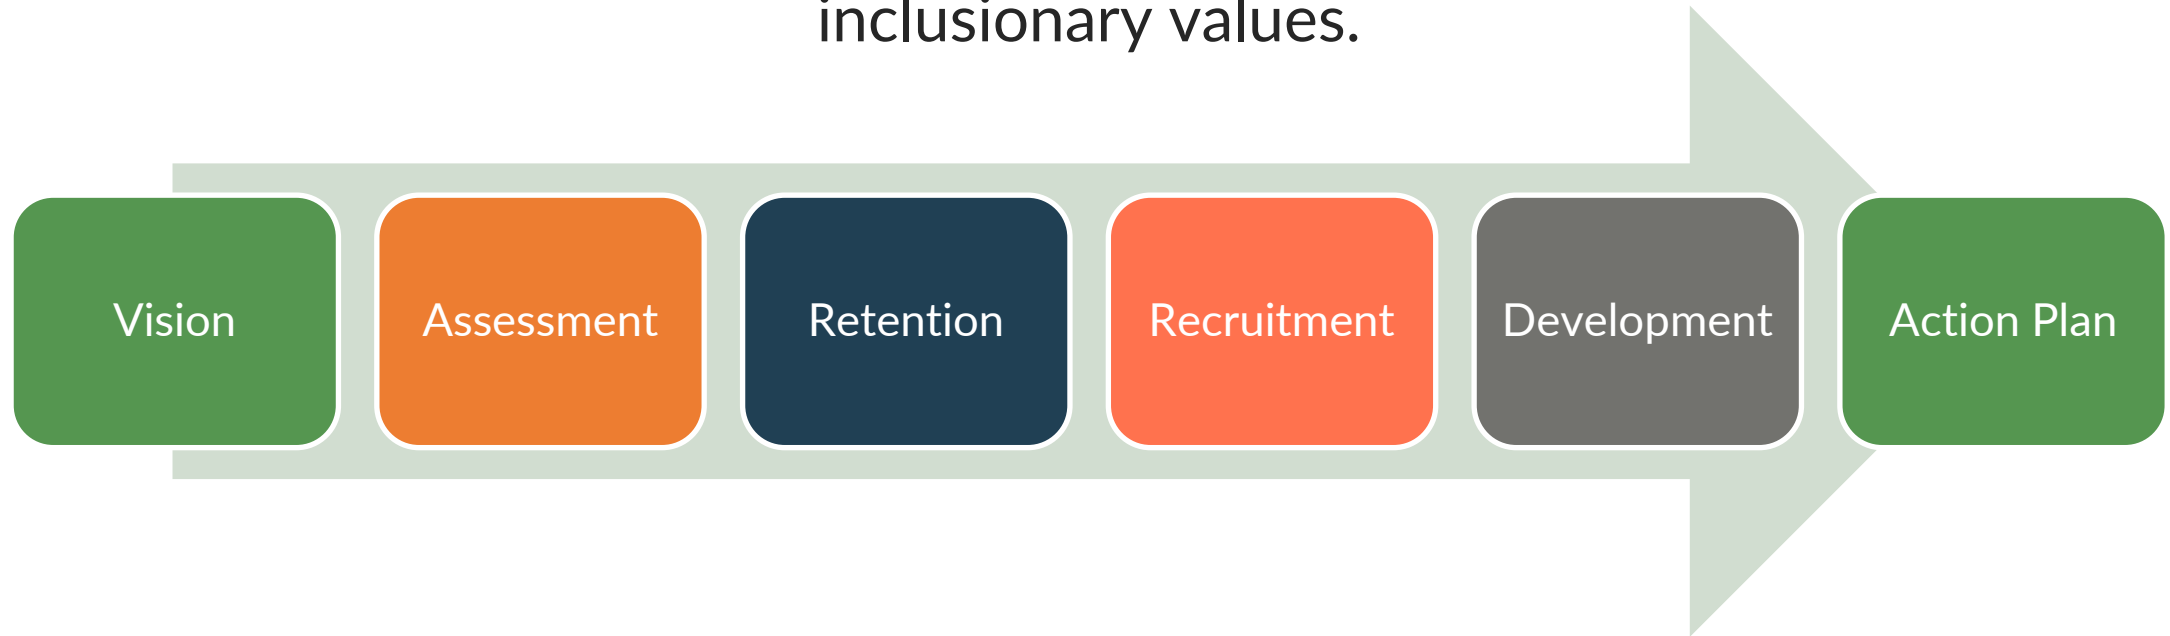 inclusionary values.
Vision
Assessment
Retention
Recruitment
Development
Action Plan